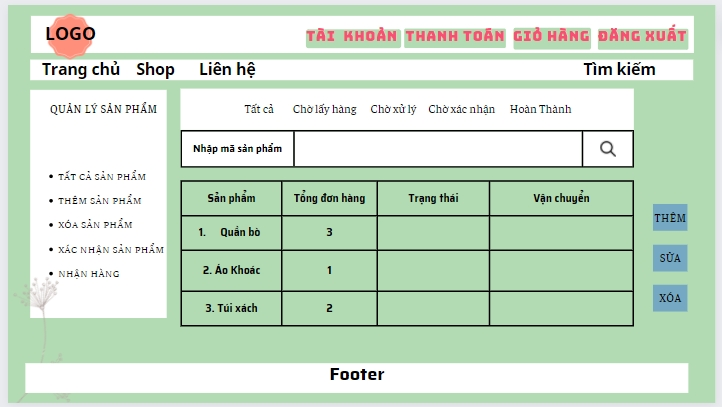 LOGO
TÀI KHOẢN THANH TOÁN GIỎ HÀNG ĐĂNG XUẤT
Trang chủ Shop Liên hệ Tìm kiếm
QUẢN LÝ SẢN PHẨM
TẤT CẢ SẢN PHẨM
THÊM SẢN PHẨM
XÓA SẢN PHẨM
XÁC NHẬN SẢN PHẨM
NHẬN HÀNG
Tất cả Chờ lấy hàng Chờ xử lý Chờ xác nhận Hoàn Thành
Nhập mã sản phẩm
Sản phẩm Tổng đơn hàng Trạng thái Vận chuyển
1. Quần bò 3
2. Áo Khoác 1
3. Túi xách 2
THÊM
SỬA
XÓA
Footer